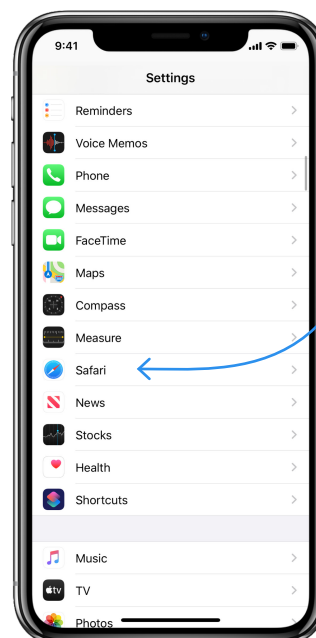 9:41
Settings
Reminders
Voice Memos
Phone
Messages
FaceTime
Maps
Compass
Measure
Safari
News
Stocks
Health
Shortcuts
Music
tv TV
Photos